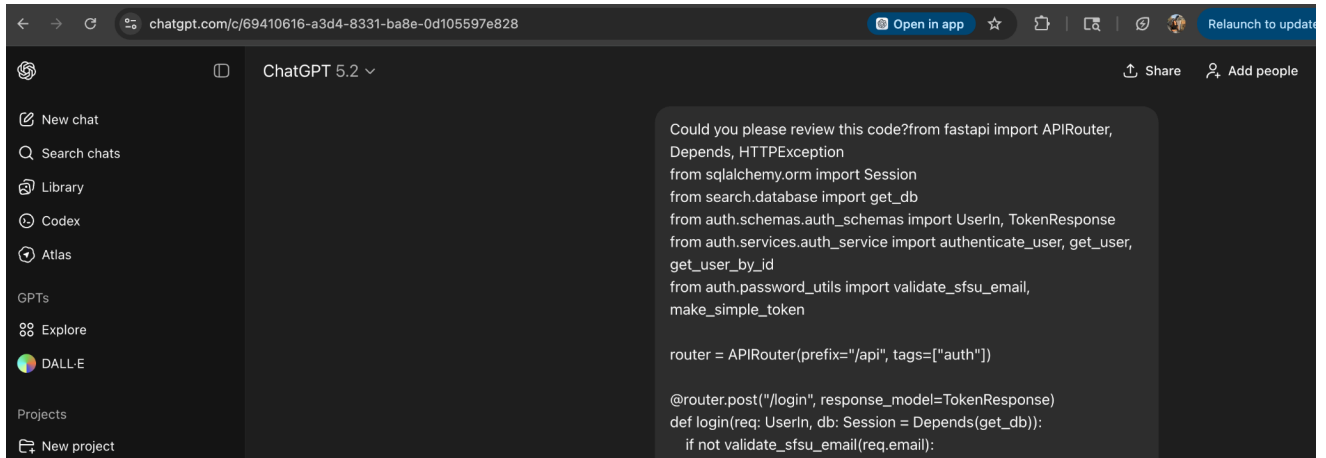 chatgpt.com/c/69410616-a3d4-8331-ba8e-0d105597e828
Open in app
Relaunch to update
ChatGPT 5.2
Share
Add people
New chat
Search chats
Library
Codex
Atlas
GPTs
Explore
DALL·E
Projects
New project
Could you please review this code?from fastapi import APIRouter,
Depends, HTTPException
from sqlalchemy.orm import Session
from search.database import get_db
from auth.schemas.auth_schemas import UserIn, TokenResponse
from auth.services.auth_service import authenticate_user, get_user,
get_user_by_id
from auth.password_utils import validate_sfsu_email,
make_simple_token
router = APIRouter(prefix="/api", tags=["auth"])
@router.post("/login", response_model=TokenResponse)
def login(req: UserIn, db: Session = Depends(get_db)):
if not validate_sfsu_email(req.email):